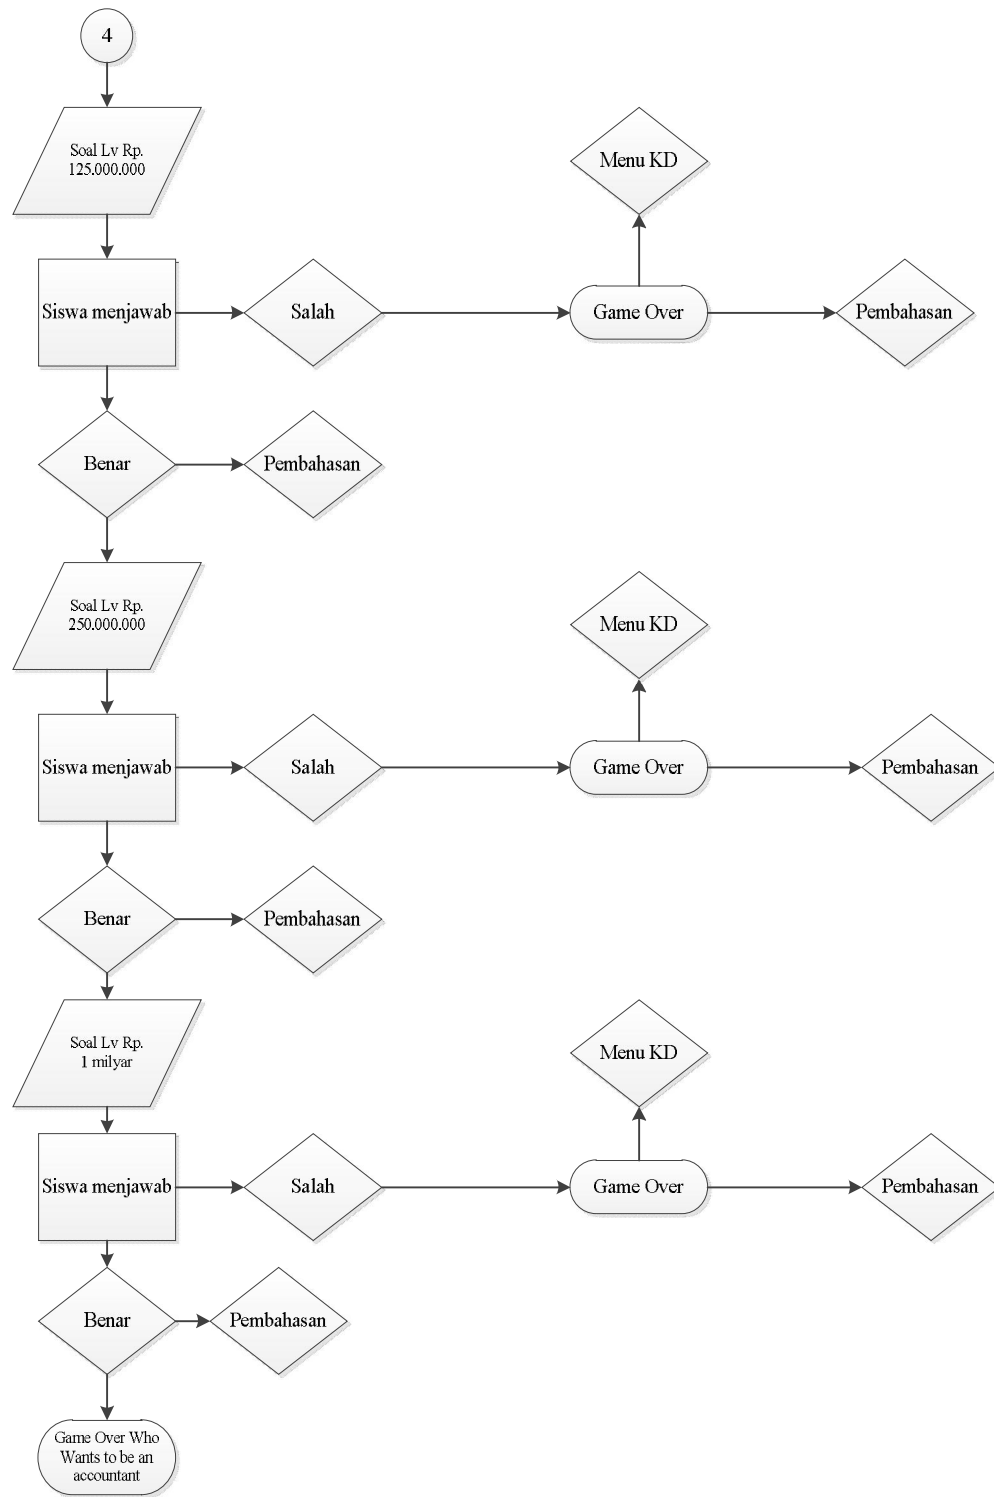 4
Soal Lv Rp.
125.000.000
Menu KD
Siswa menjawab
Salah
Game Over
Pembahasan
Benar
Pembahasan
Soal Lv Rp.
250.000.000
Menu KD
Siswa menjawab
Salah
Game Over
Pembahasan
Benar
Pembahasan
Soal Lv Rp.
1 milyar
Menu KD
Siswa menjawab
Salah
Game Over
Pembahasan
Benar
Pembahasan
Game Over Who
Wants to be an
accountant